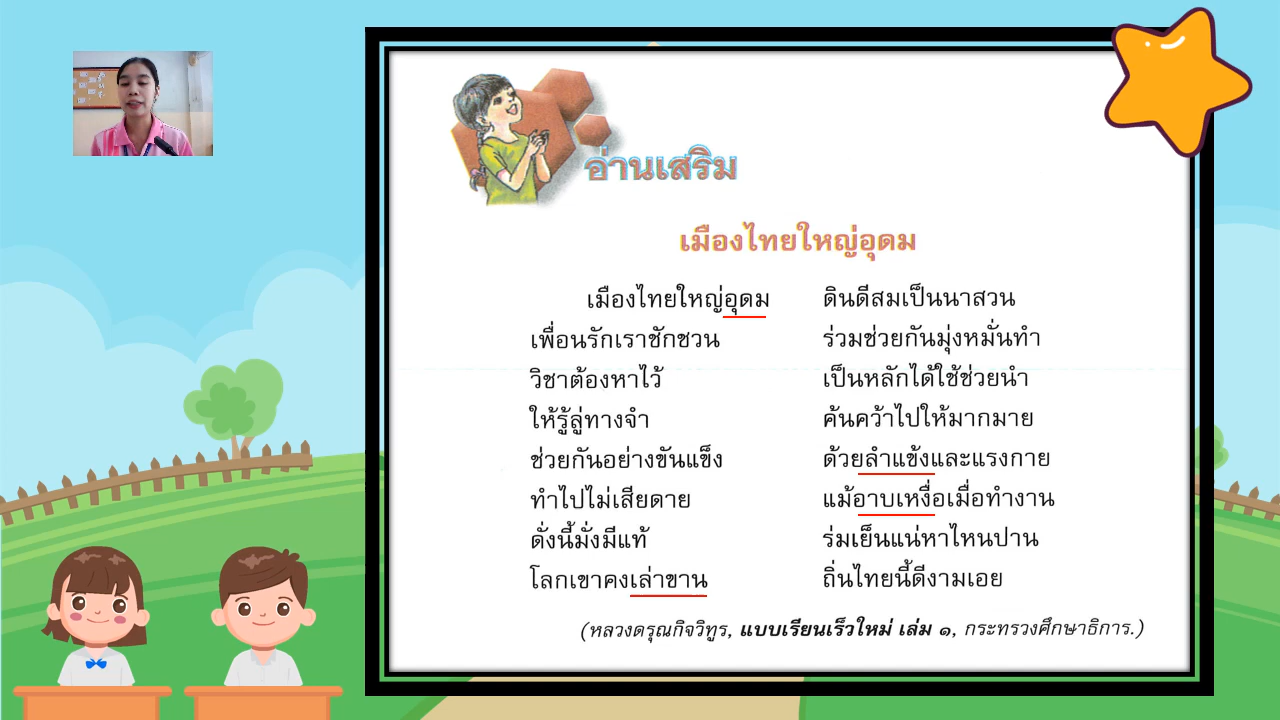 อ่านเสริม
เมืองไทยใหญ่อุดม
เมืองไทยใหญ่อุดม ดินดีสมเป็นนาสวน
เพื่อนรักเราชักชวน ร่วมช่วยกันมุ่งหมั่นทำ
วิชาต้องหาไว้ เป็นหลักได้ใช้ช่วยนำ
ให้รู้ลู่ทางจำ ค้นคว้าไปให้มากมาย
ช่วยกันอย่างขันแข็ง ด้วยลำแข้งและแรงกาย
ทำไปไม่เสียดาย แม้อาบเหงื่อเมื่อทำงาน
ดั่งนี้มั่งมีแท้ ร่มเย็นแน่หาไหนปาน
โลกเขาคงเล่าขาน ถิ่นไทยนี้ดีงามเอย
(หลวงดรุณกิจวิทูร, แบบเรียนเร็วใหม่ เล่ม ๑, กระทรวงศึกษาธิการ.)